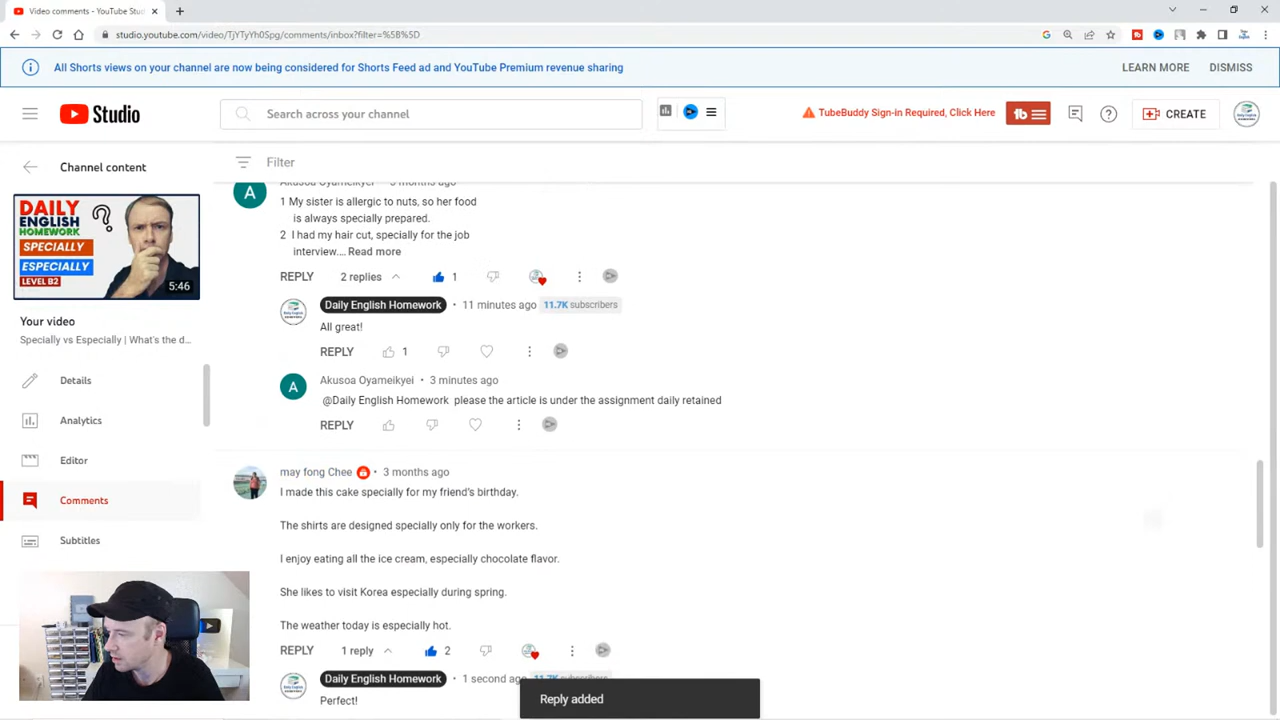 Video comments - YouTube Stu
studio.youtube.com/video/TjYTyYh0Spg/comments/inbox?filter=%5B%5D
All Shorts views on your channel are now being considered for Shorts Feed ad and YouTube Premium revenue sharing
LEARN MORE
DISMISS
Studio
Search across your channel
TubeBuddy Sign-in Required, Click Here
tb
CREATE
Channel content
Filter
DAILY
ENGLISH
HOMEWORK
SPECIALLY
ESPECIALLY
LEVEL B2
5:46
Your video
Specially vs Especially | What's the d...
Details
Analytics
Editor
Comments
Subtitles
A
Akusoa Oyameikyei • 3 months ago
1 My sister is allergic to nuts, so her food
is always specially prepared.
2 I had my hair cut, specially for the job
interview.... Read more
REPLY 2 replies 1
Daily English Homework • 11 minutes ago 11.7K subscribers
All great!
REPLY 1
A
Akusoa Oyameikyei • 3 minutes ago
@Daily English Homework please the article is under the assignment daily retained
REPLY
may fong Chee • 3 months ago
I made this cake specially for my friend's birthday.
The shirts are designed specially only for the workers.
I enjoy eating all the ice cream, especially chocolate flavor.
She likes to visit Korea especially during spring.
The weather today is especially hot.
REPLY 1 reply 2
Daily English Homework • 1 second ago 11.7K subscribers
Perfect!
Reply added